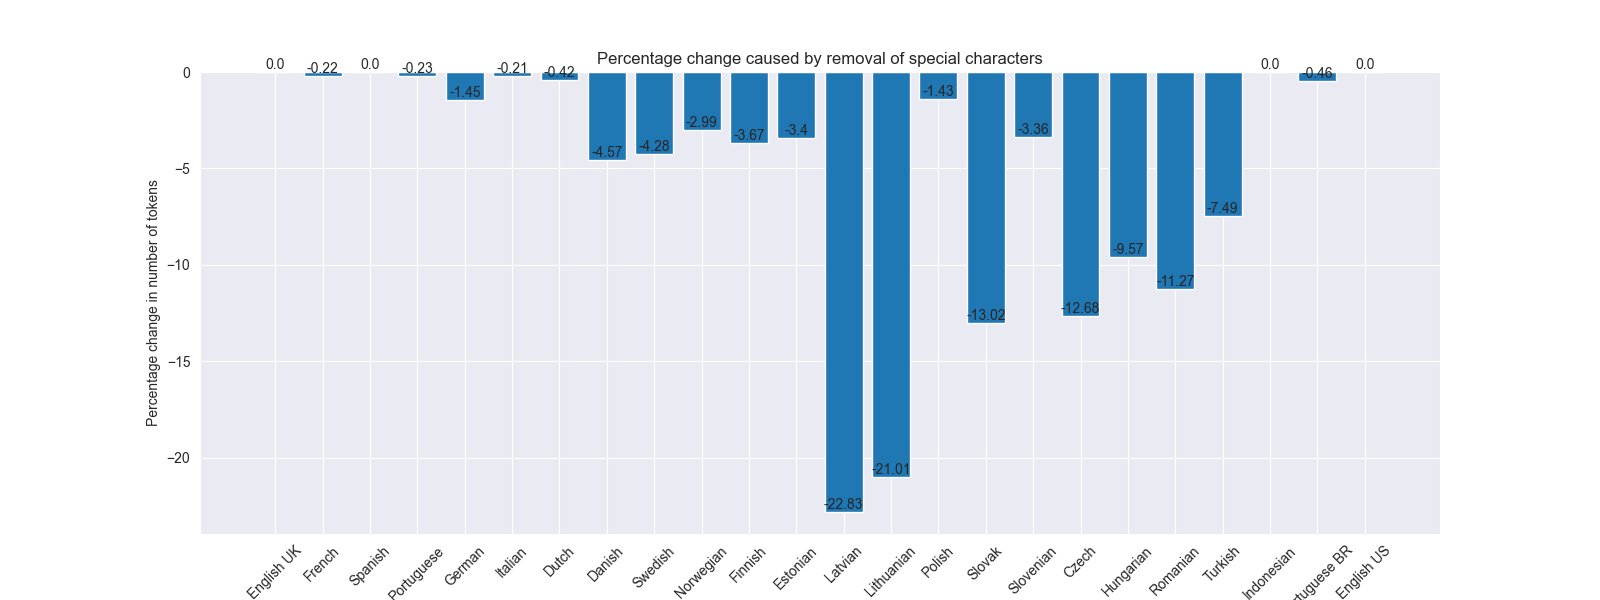 Percentage change caused by removal of special characters
Percentage change in number of tokens
0
−5
−10
−15
−20
0.0
-0.22
0.0
-0.23
-1.45
-0.21
-0.42
-4.57
-4.28
-2.99
-3.67
-3.4
-22.83
-21.01
-1.43
-13.02
-3.36
-12.68
-9.57
-11.27
-7.49
0.0
-0.46
0.0
English UK
French
Spanish
Portuguese
German
Italian
Dutch
Danish
Swedish
Norwegian
Finnish
Estonian
Latvian
Lithuanian
Polish
Slovak
Slovenian
Czech
Hungarian
Romanian
Turkish
Indonesian
rtuguese BR
English US